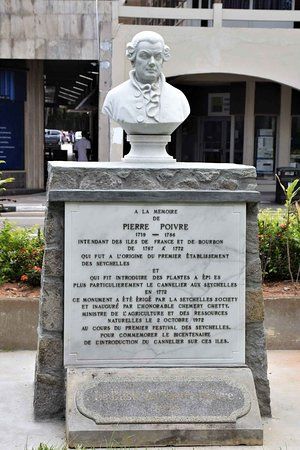 A LA MÉMOIRE
DE
PIERRE POIVRE
1719 — 1786
INTENDANT DES ILES DE FRANCE ET DE BOURBON
DE 1767 A 1772
QUI FUT A L'ORIGINE DU PREMIER ÉTABLISSEMENT
DES SEYCHELLES
ET
QUI FIT INTRODUIRE DES PLANTES A ÉPICES
PLUS PARTICULIEREMENT LE CANNELIER AUX SEYCHELLES
EN 1772
CE MONUMENT A ÉTÉ ÉRIGÉ PAR LA SEYCHELLES SOCIETY
ET INAUGURÉ PAR L'HONORABLE CHEMERY CHETTY,
MINISTRE DE L'AGRICULTURE ET DES RESSOURCES
NATURELLES LE 2 OCTOBRE 1972
AU COURS DU PREMIER FESTIVAL DES SEYCHELLES,
POUR COMMEMORER LE BICENTENAIRE
DE L'INTRODUCTION DU CANNELIER SUR CES ILES.